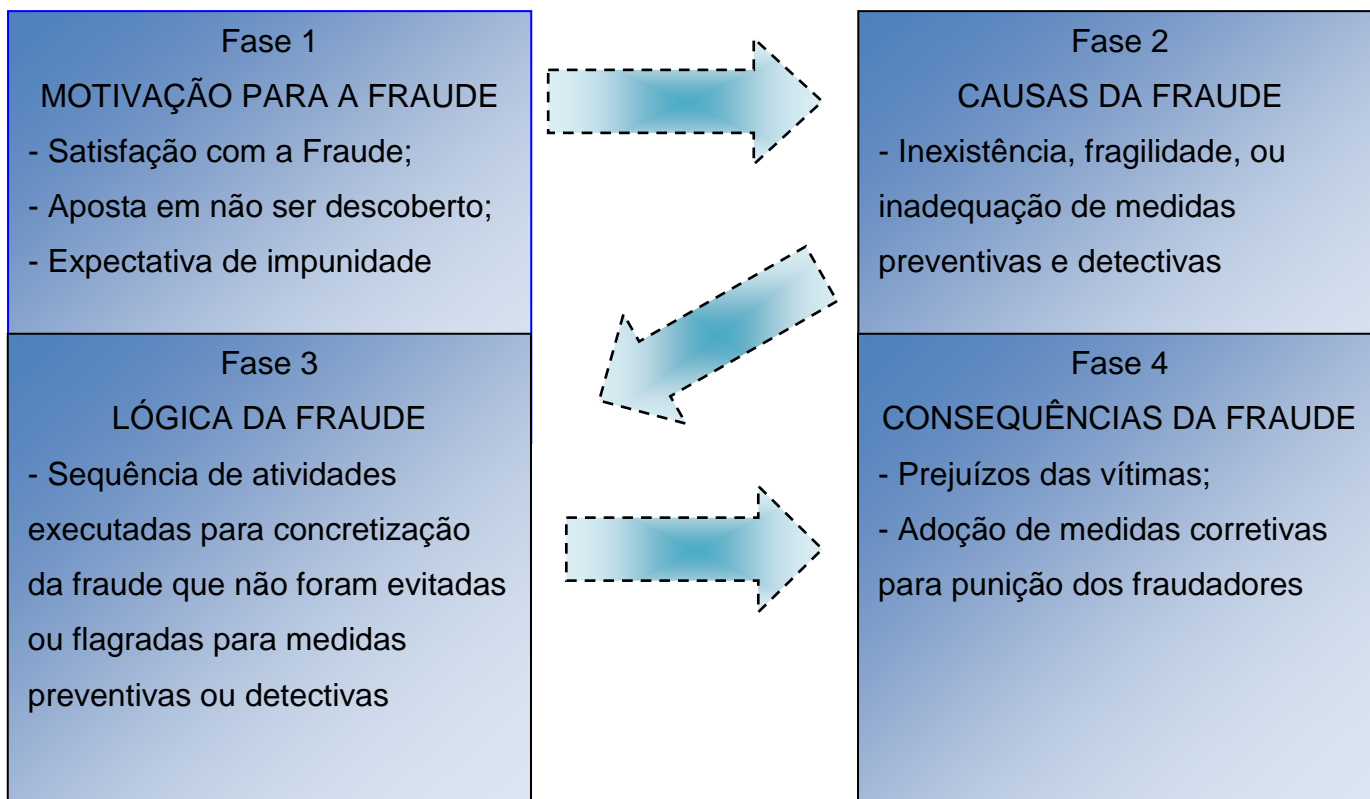 Fase 1
MOTIVAÇÃO PARA A FRAUDE
- Satisfação com a Fraude;
- Aposta em não ser descoberto;
- Expectativa de impunidade
Fase 2
CAUSAS DA FRAUDE
- Inexistência, fragilidade, ou
inadequação de medidas
preventivas e detectivas
Fase 3
LÓGICA DA FRAUDE
- Sequência de atividades
executadas para concretização
da fraude que não foram evitadas
ou flagradas para medidas
preventivas ou detectivas
Fase 4
CONSEQUÊNCIAS DA FRAUDE
- Prejuízos das vítimas;
- Adoção de medidas corretivas
para punição dos fraudadores